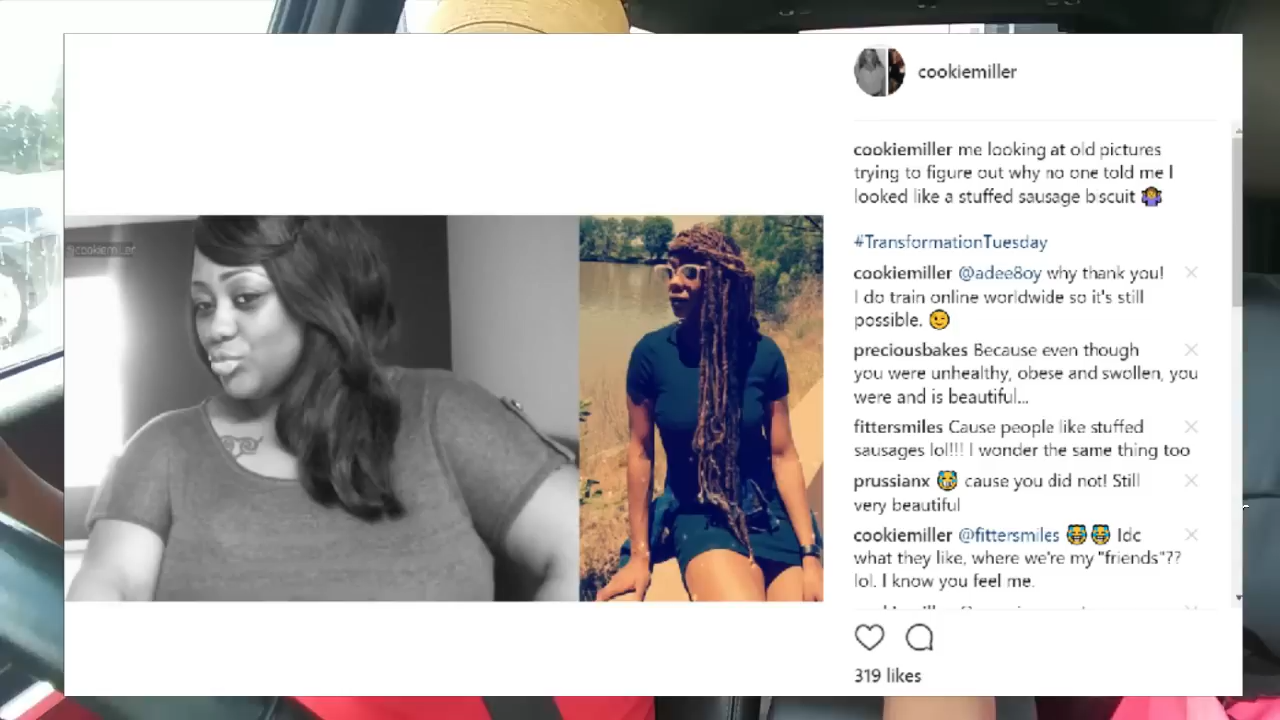 cookiemiller
cookiemiller me looking at old pictures
trying to figure out why no one told me I
looked like a stuffed sausage biscuit 🤷🏾‍♀️
#TransformationTuesday
cookiemiller @adee8oy why thank you!
I do train online worldwide so it's still
possible. 😉
preciousbakes Because even though
you were unhealthy, obese and swollen, you
were and is beautiful...
fittersmiles Cause people like stuffed
sausages lol!!! I wonder the same thing too
prussianx 😭 cause you did not! Still
very beautiful
cookiemiller @fittersmiles 😹😹 Idc
what they like, where we're my "friends"??
lol. I know you feel me.
319 likes